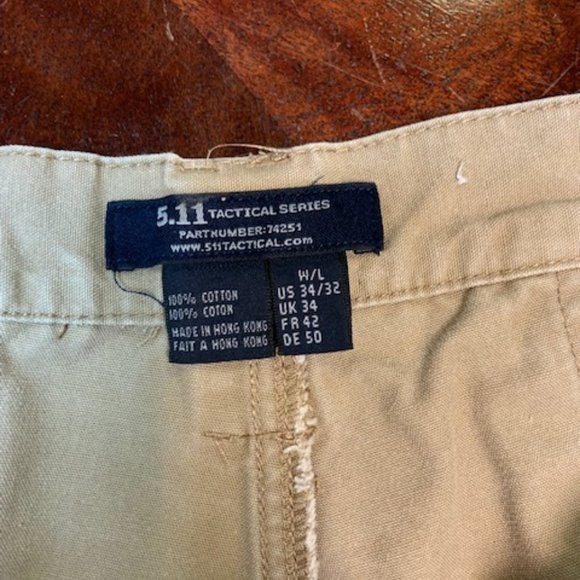 5.11 TACTICAL SERIES
PART NUMBER: 74251
WWW.511TACTICAL.COM
100% COTTON
100% COTON
MADE IN HONG KONG
FAIT A HONG KONG
W/L
US 34/32
UK 34
FR 42
DE 50